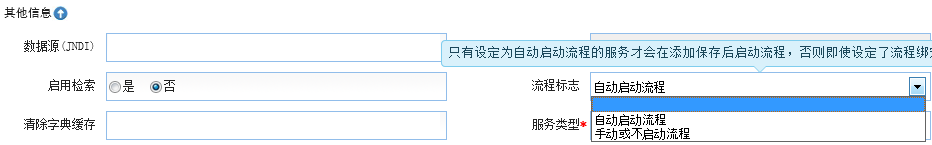 其他信息
数据源(JNDI)
只有设定为自动启动流程的服务才会在添加保存后启动流程，否则即使设定了流程绑定
启用检索 是 否 流程标志 自动启动流程
清除字典缓存 服务类型* 自动启动流程
手动或不启动流程